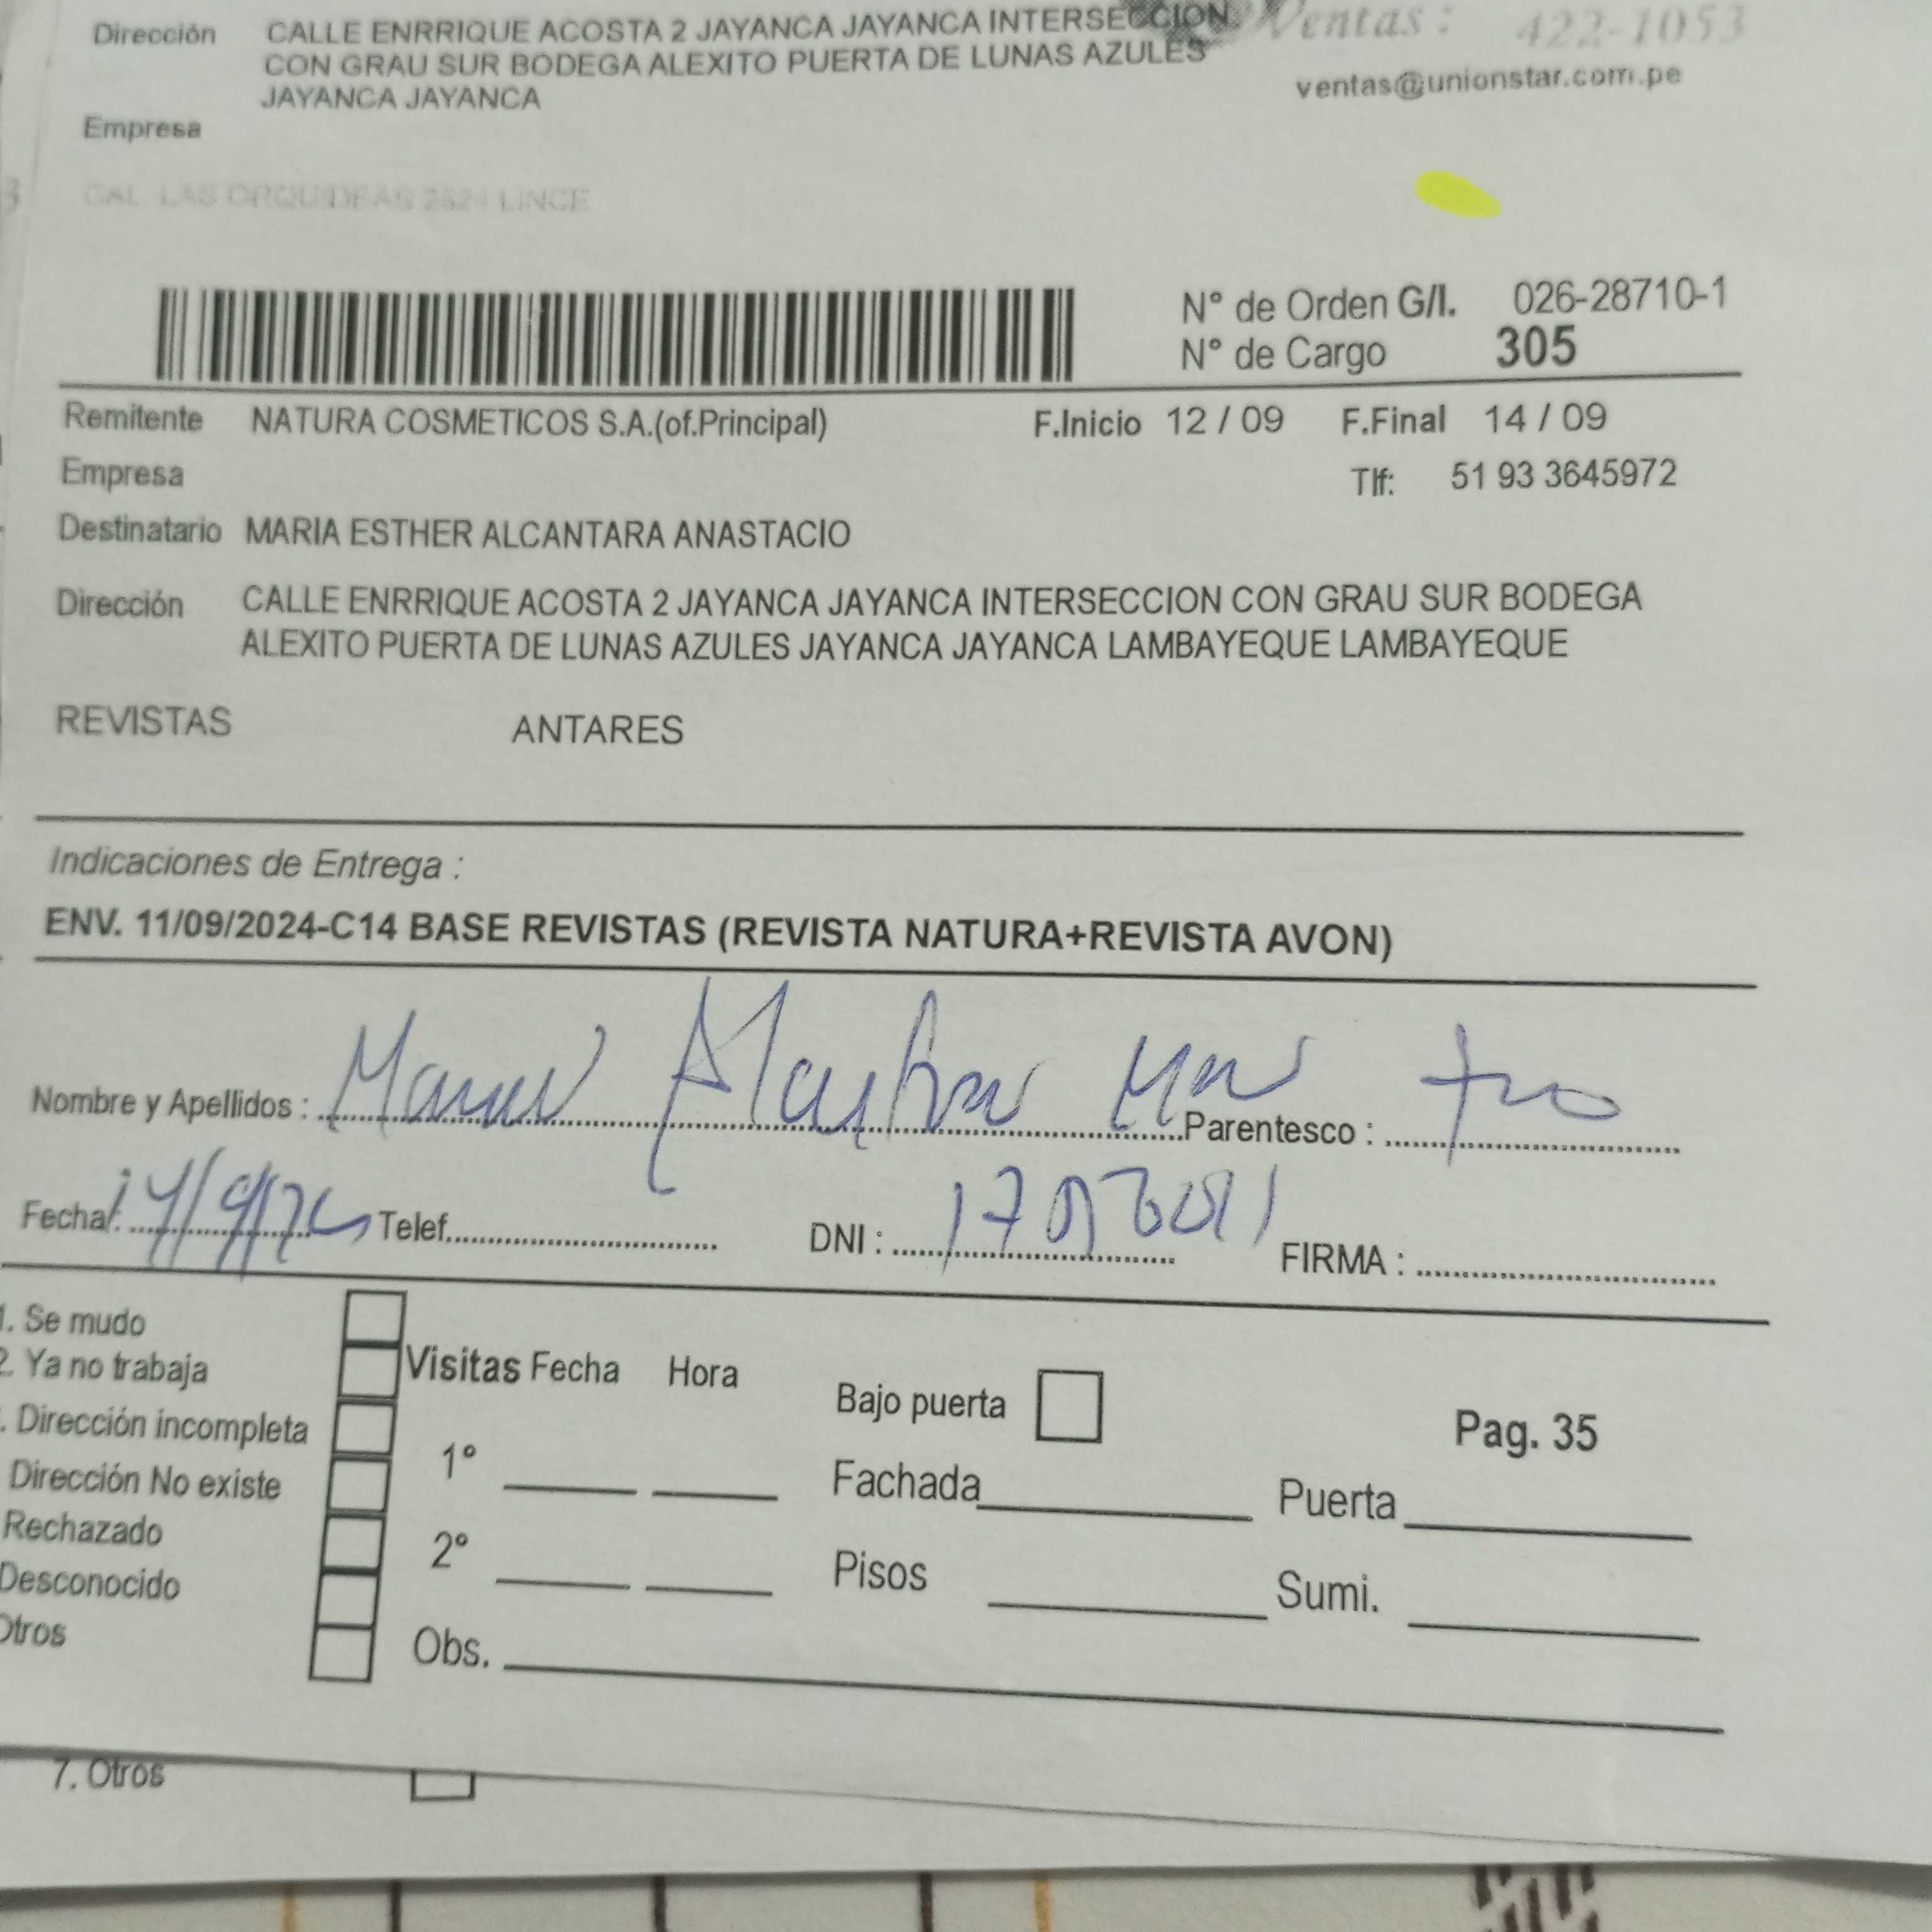 Dirección CALLE ENRRIQUE ACOSTA 2 JAYANCA JAYANCA INTERSECCION
CON GRAU SUR BODEGA ALEXITO PUERTA DE LUNAS AZULES
JAYANCA JAYANCA
Ventas : 422-1053
ventas@unionstar.com.pe
Empresa
CAL. LAS ORQUIDEAS LINCE
N° de Orden G/I. 026-28710-1
N° de Cargo 305
Remitente NATURA COSMETICOS S.A.(of.Principal) F.Inicio 12 / 09 F.Final 14 / 09
Empresa Tlf: 51 93 3645972
Destinatario MARIA ESTHER ALCANTARA ANASTACIO
Dirección CALLE ENRRIQUE ACOSTA 2 JAYANCA JAYANCA INTERSECCION CON GRAU SUR BODEGA
ALEXITO PUERTA DE LUNAS AZULES JAYANCA JAYANCA LAMBAYEQUE LAMBAYEQUE
REVISTAS ANTARES
Indicaciones de Entrega :
ENV. 11/09/2024-C14 BASE REVISTAS (REVISTA NATURA+REVISTA AVON)
Nombre y Apellidos : Parentesco :
Fecha: Telef. DNI : FIRMA :
1. Se mudo
2. Ya no trabaja
. Dirección incompleta
Dirección No existe
Rechazado
Desconocido
Otros
Visitas Fecha Hora
1°
2°
Obs.
Bajo puerta
Pag. 35
Fachada Puerta
Pisos Sumi.
7. Otros